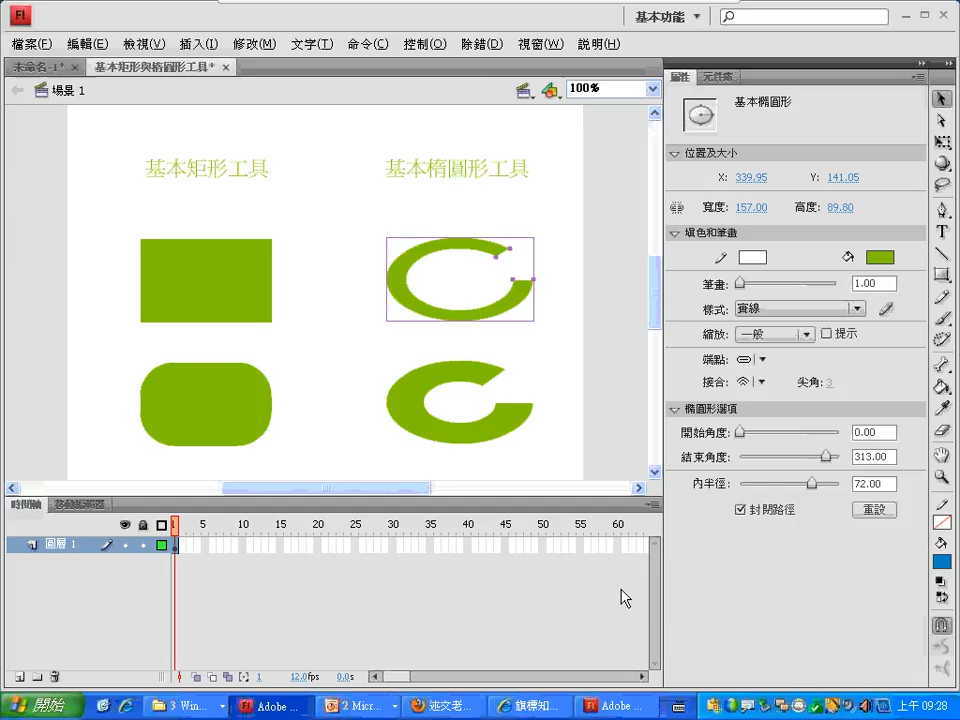 Fl
基本功能
檔案(F) 編輯(E) 檢視(V) 插入(I) 修改(M) 文字(T) 命令(C) 控制(O) 除錯(D) 視窗(W) 說明(H)
未命名-1* 基本矩形與橢圓形工具*
場景 1
100%
基本矩形工具 基本橢圓形工具
屬性 元件庫
基本橢圓形
位置及大小
X: 339.95 Y: 141.05
寬度: 157.00 高度: 89.80
填色和筆畫
筆畫: 1.00
樣式: 實線
縮放: 一般 提示
端點:
接合: 尖角: 3
橢圓形選項
開始角度: 0.00
結束角度: 313.00
內半徑: 72.00
封閉路徑 重設
時間軸
1 5 10 15 20 25 30 35 40 45 50 55 60
圖層 1
1 12.0fps 0.0s
開始 3 Win... Adobe ... 2 Micr... 旗標知... Adobe ... 上午 09:28